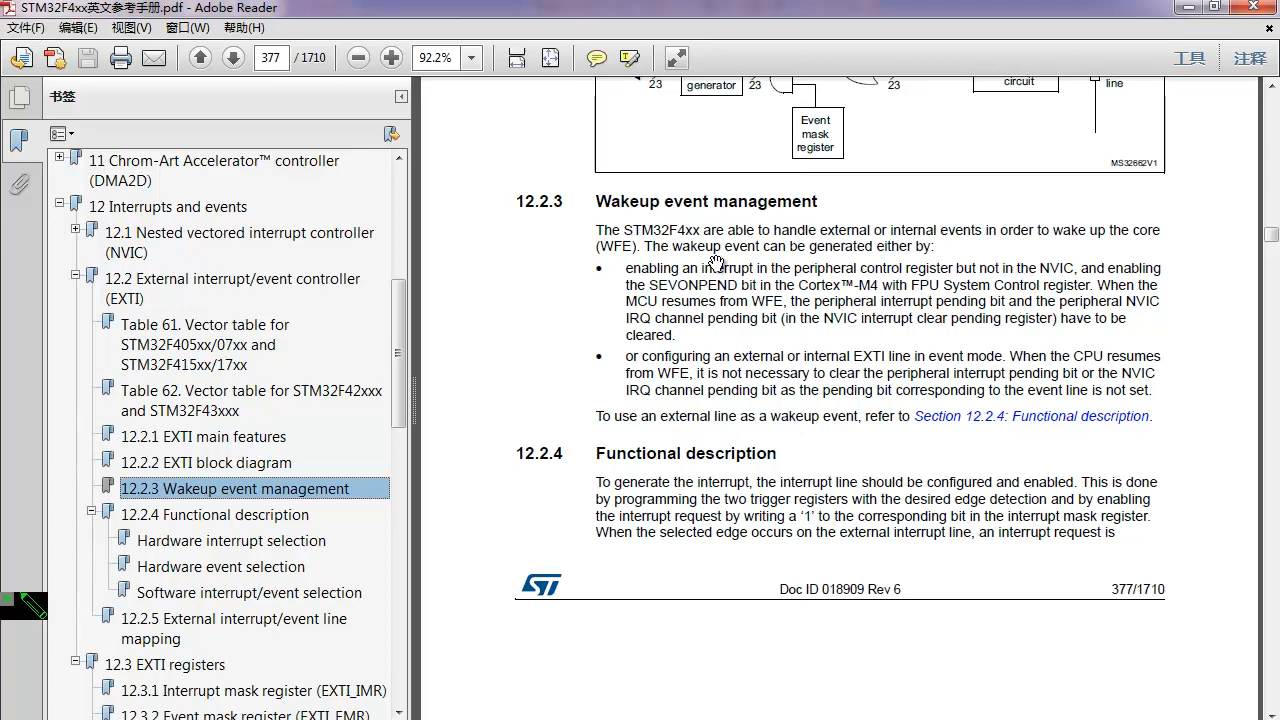 STM32F4xx英文参考手册.pdf - Adobe Reader
文件(F) 编辑(E) 视图(V) 窗口(W) 帮助(H)
377 / 1710 92.2% 工具 注释
书签
11 Chrom-Art Accelerator™ controller
(DMA2D)
12 Interrupts and events
12.1 Nested vectored interrupt controller
(NVIC)
12.2 External interrupt/event controller
(EXTI)
Table 61. Vector table for
STM32F405xx/07xx and
STM32F415xx/17xx
Table 62. Vector table for STM32F42xxx
and STM32F43xxx
12.2.1 EXTI main features
12.2.2 EXTI block diagram
12.2.3 Wakeup event management
12.2.4 Functional description
Hardware interrupt selection
Hardware event selection
Software interrupt/event selection
12.2.5 External interrupt/event line
mapping
12.3 EXTI registers
12.3.1 Interrupt mask register (EXTI_IMR)
12.3.2 Event mask register (EXTI_EMR)
23 generator 23 23 circuit line
Event
mask
register
MS32662V1
12.2.3 Wakeup event management
The STM32F4xx are able to handle external or internal events in order to wake up the core
(WFE). The wakeup event can be generated either by:
• enabling an interrupt in the peripheral control register but not in the NVIC, and enabling
the SEVONPEND bit in the Cortex™-M4 with FPU System Control register. When the
MCU resumes from WFE, the peripheral interrupt pending bit and the peripheral NVIC
IRQ channel pending bit (in the NVIC interrupt clear pending register) have to be
cleared.
• or configuring an external or internal EXTI line in event mode. When the CPU resumes
from WFE, it is not necessary to clear the peripheral interrupt pending bit or the NVIC
IRQ channel pending bit as the pending bit corresponding to the event line is not set.
To use an external line as a wakeup event, refer to Section 12.2.4: Functional description.
12.2.4 Functional description
To generate the interrupt, the interrupt line should be configured and enabled. This is done
by programming the two trigger registers with the desired edge detection and by enabling
the interrupt request by writing a ‘1’ to the corresponding bit in the interrupt mask register.
When the selected edge occurs on the external interrupt line, an interrupt request is
ST Doc ID 018909 Rev 6 377/1710